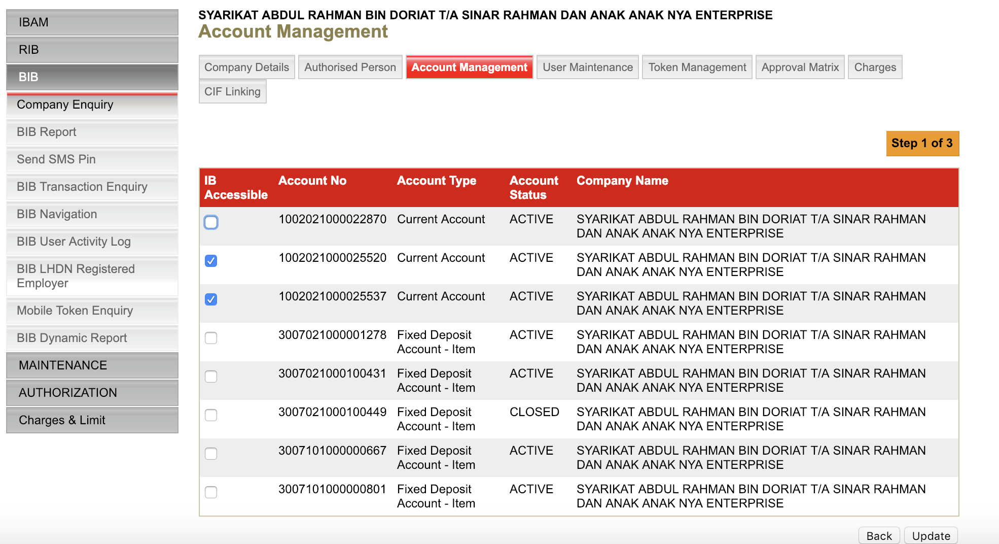 IBAM
RIB
BIB
Company Enquiry
BIB Report
Send SMS Pin
BIB Transaction Enquiry
BIB Navigation
BIB User Activity Log
BIB LHDN Registered
Employer
Mobile Token Enquiry
BIB Dynamic Report
MAINTENANCE
AUTHORIZATION
Charges & Limit
SYARIKAT ABDUL RAHMAN BIN DORIAT T/A SINAR RAHMAN DAN ANAK ANAK NYA ENTERPRISE
Account Management
Company Details Authorised Person Account Management User Maintenance Token Management Approval Matrix Charges
CIF Linking
Step 1 of 3
IB Account No Account Type Account Company Name
Accessible Status
1002021000022870 Current Account ACTIVE SYARIKAT ABDUL RAHMAN BIN DORIAT T/A SINAR RAHMAN
DAN ANAK ANAK NYA ENTERPRISE
1002021000025520 Current Account ACTIVE SYARIKAT ABDUL RAHMAN BIN DORIAT T/A SINAR RAHMAN
DAN ANAK ANAK NYA ENTERPRISE
1002021000025537 Current Account ACTIVE SYARIKAT ABDUL RAHMAN BIN DORIAT T/A SINAR RAHMAN
DAN ANAK ANAK NYA ENTERPRISE
3007021000001278 Fixed Deposit ACTIVE SYARIKAT ABDUL RAHMAN BIN DORIAT T/A SINAR RAHMAN
Account - Item DAN ANAK ANAK NYA ENTERPRISE
3007021000100431 Fixed Deposit ACTIVE SYARIKAT ABDUL RAHMAN BIN DORIAT T/A SINAR RAHMAN
Account - Item DAN ANAK ANAK NYA ENTERPRISE
3007021000100449 Fixed Deposit CLOSED SYARIKAT ABDUL RAHMAN BIN DORIAT T/A SINAR RAHMAN
Account - Item DAN ANAK ANAK NYA ENTERPRISE
3007101000000667 Fixed Deposit ACTIVE SYARIKAT ABDUL RAHMAN BIN DORIAT T/A SINAR RAHMAN
Account - Item DAN ANAK ANAK NYA ENTERPRISE
3007101000000801 Fixed Deposit ACTIVE SYARIKAT ABDUL RAHMAN BIN DORIAT T/A SINAR RAHMAN
Account - Item DAN ANAK ANAK NYA ENTERPRISE
Back Update